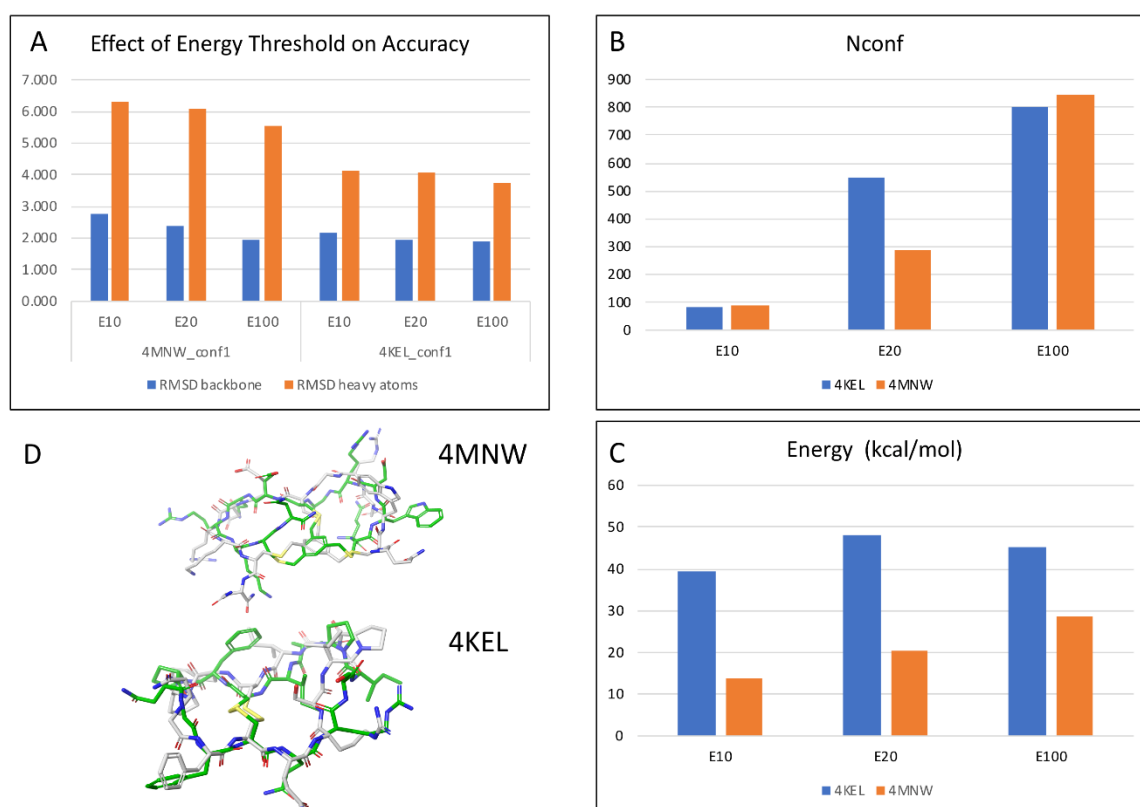 A
Effect of Energy Threshold on Accuracy
7.000
6.000
5.000
4.000
3.000
2.000
1.000
0.000
E10 E20 E100 E10 E20 E100
4MNW_conf1 4KEL_conf1
RMSD backbone RMSD heavy atoms
B
Nconf
900
800
700
600
500
400
300
200
100
0
E10 E20 E100
4KEL 4MNW
D
4MNW
4KEL
C
Energy (kcal/mol)
60
50
40
30
20
10
0
E10 E20 E100
4KEL 4MNW